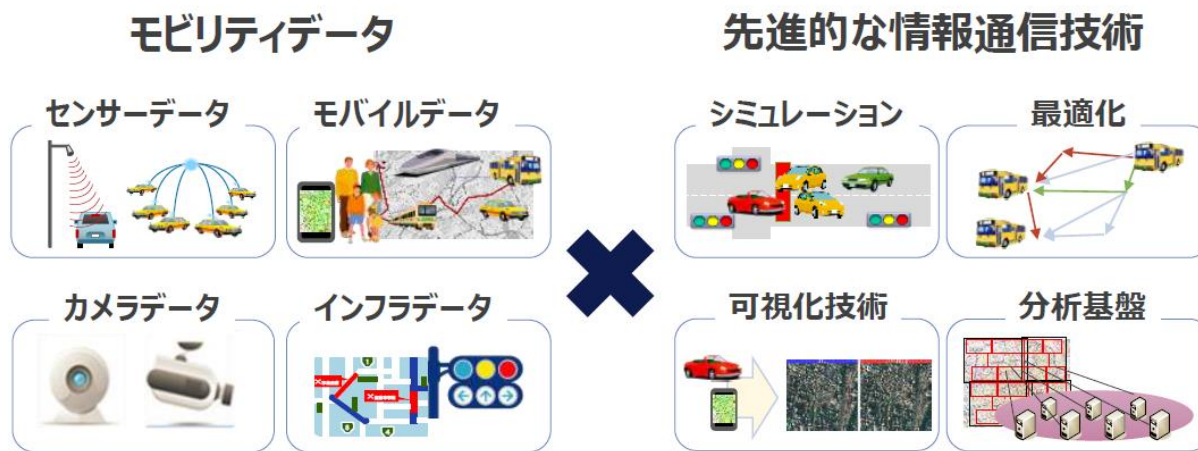 モビリティデータ
先進的な情報通信技術
センサーデータ
モバイルデータ
シミュレーション
最適化
カメラデータ
インフラデータ
可視化技術
分析基盤
1
8
4